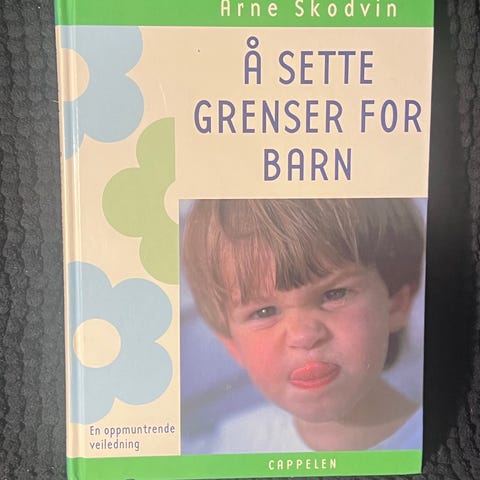 Arne Skodvin
Å SETTE
GRENSER FOR
BARN
En oppmuntrende
veiledning
CAPPELEN